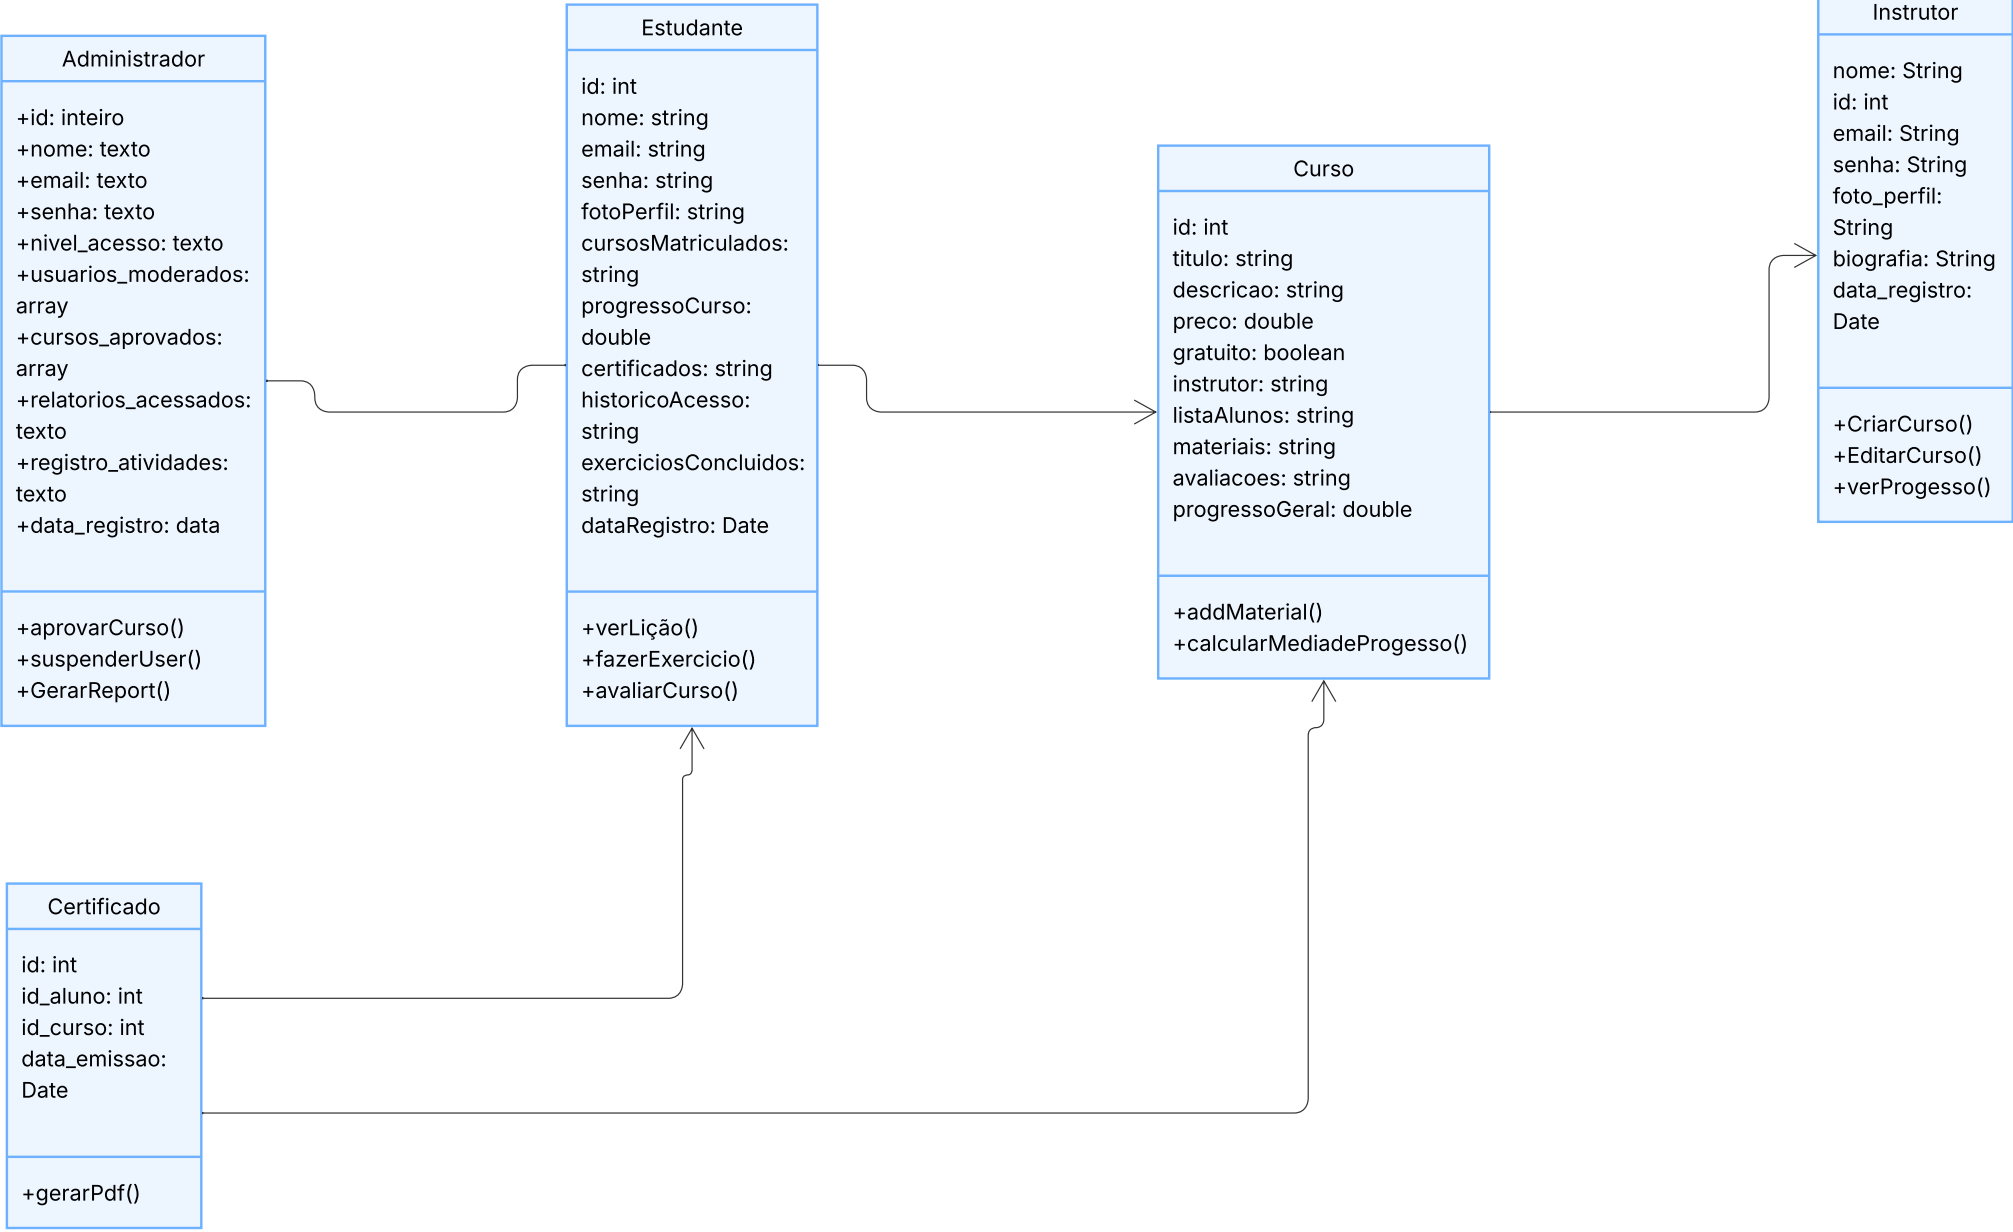 Administrador
+id: inteiro
+nome: texto
+email: texto
+senha: texto
+nivel_acesso: texto
+usuarios_moderados:
array
+cursos_aprovados:
array
+relatorios_acessados:
texto
+registro_atividades:
texto
+data_registro: data
+aprovarCurso()
+suspenderUser()
+GerarReport()
Estudante
id: int
nome: string
email: string
senha: string
fotoPerfil: string
cursosMatriculados:
string
progressoCurso:
double
certificados: string
historicoAcesso:
string
exerciciosConcluidos:
string
dataRegistro: Date
+verLição()
+fazerExercicio()
+avaliarCurso()
Curso
id: int
titulo: string
descricao: string
preco: double
gratuito: boolean
instrutor: string
listaAlunos: string
materiais: string
avaliacoes: string
progressoGeral: double
+addMaterial()
+calcularMediadeProgesso()
Instrutor
nome: String
id: int
email: String
senha: String
foto_perfil:
String
biografia: String
data_registro:
Date
+CriarCurso()
+EditarCurso()
+verProgesso()
Certificado
id: int
id_aluno: int
id_curso: int
data_emissao:
Date
+gerarPdf()